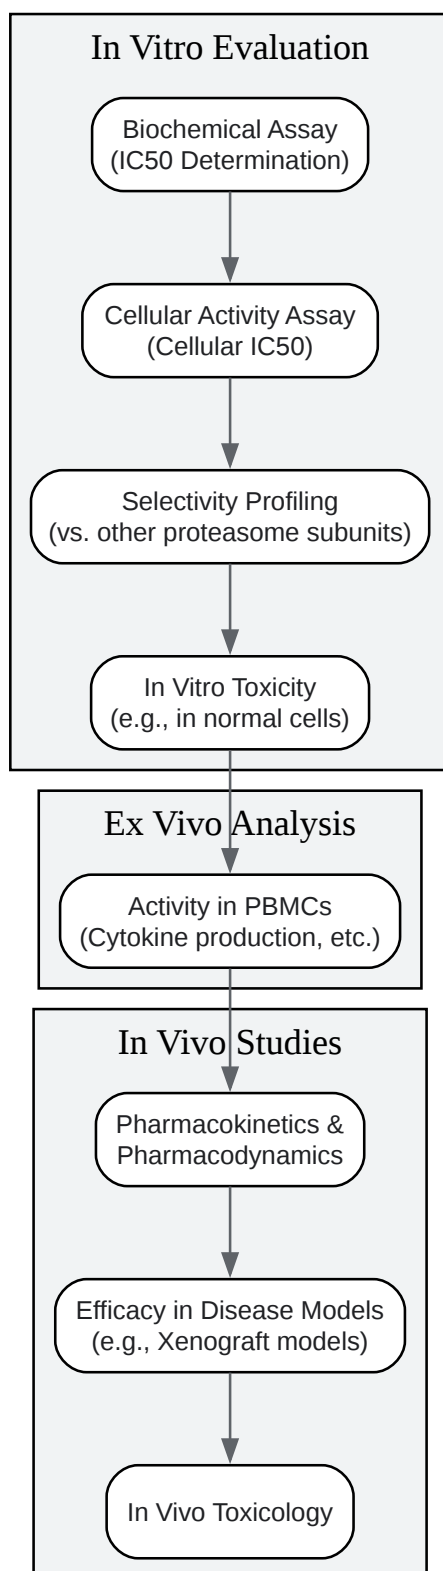 In Vitro Evaluation
Biochemical Assay
(IC50 Determination)
Cellular Activity Assay
(Cellular IC50)
Selectivity Profiling
(vs. other proteasome subunits)
In Vitro Toxicity
(e.g., in normal cells)
Ex Vivo Analysis
Activity in PBMCs
(Cytokine production, etc.)
In Vivo Studies
Pharmacokinetics &
Pharmacodynamics
Efficacy in Disease Models
(e.g., Xenograft models)
In Vivo Toxicology